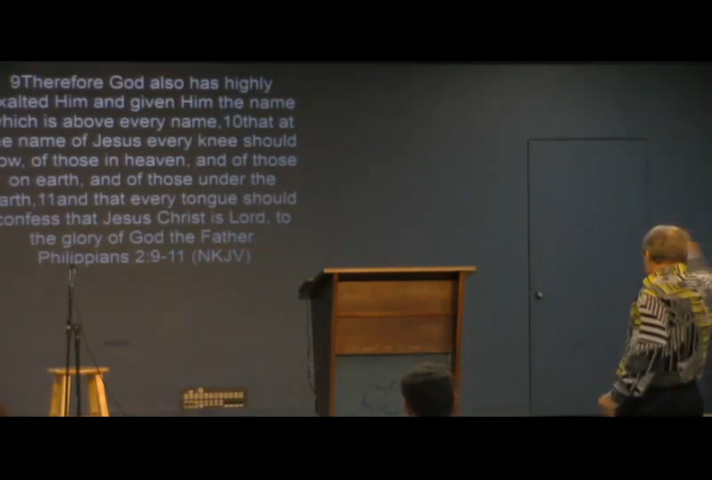 9Therefore God also has highly
xalted Him and given Him the name
which is above every name,10that at
he name of Jesus every knee should
ow, of those in heaven, and of those
on earth, and of those under the
arth,11and that every tongue should
confess that Jesus Christ is Lord, to
the glory of God the Father.
Philippians 2:9-11 (NKJV)